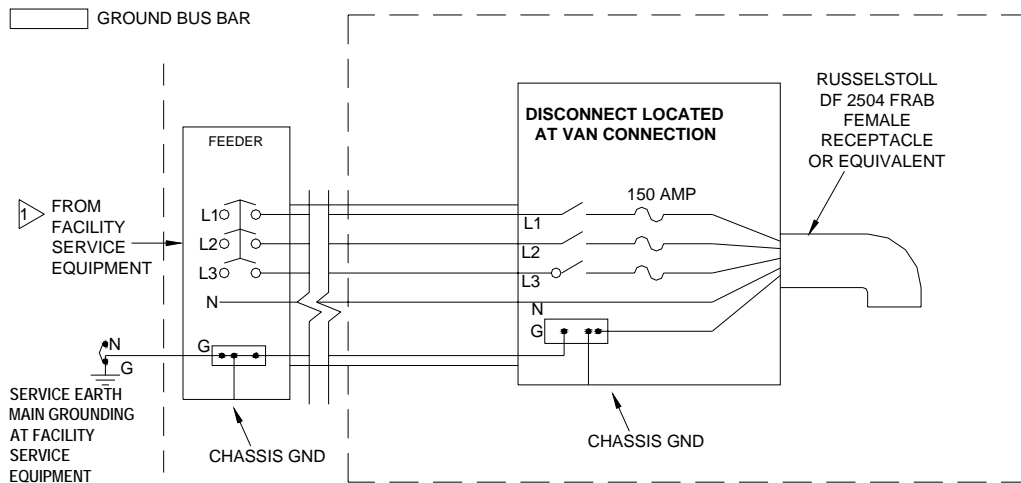 GROUND BUS BAR
RUSSELSTOLL
DF 2504 FRAB
FEMALE
RECEPTACLE
OR EQUIVALENT
DISCONNECT LOCATED
AT VAN CONNECTION
FEEDER
150 AMP
1
FROM
FACILITY
SERVICE
EQUIPMENT
L1
L2
L3
N
G
L1
L2
L3
N
G
N
G
SERVICE EARTH
MAIN GROUNDING
AT FACILITY
SERVICE
EQUIPMENT
CHASSIS GND
CHASSIS GND